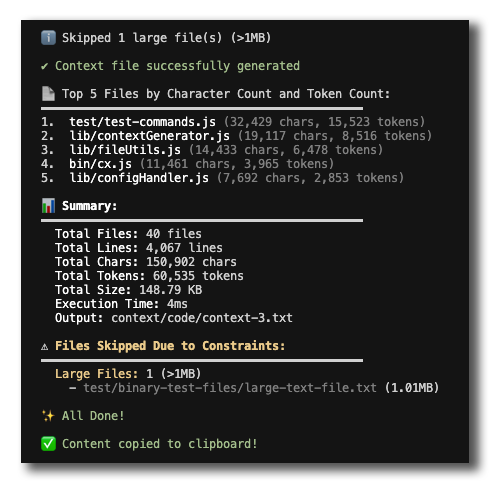 ℹ️ Skipped 1 large file(s) (>1MB)
✔ Context file successfully generated
📄 Top 5 Files by Character Count and Token Count:
1. test/test-commands.js (32,429 chars, 15,523 tokens)
2. lib/contextGenerator.js (19,117 chars, 8,516 tokens)
3. lib/fileUtils.js (14,433 chars, 6,478 tokens)
4. bin/cx.js (11,461 chars, 3,965 tokens)
5. lib/configHandler.js (7,692 chars, 2,853 tokens)
📊 Summary:
Total Files: 40 files
Total Lines: 4,067 lines
Total Chars: 150,902 chars
Total Tokens: 60,535 tokens
Total Size: 148.79 KB
Execution Time: 4ms
Output: context/code/context-3.txt
⚠ Files Skipped Due to Constraints:
Large Files: 1 (>1MB)
– test/binary-test-files/large-text-file.txt (1.01MB)
✨ All Done!
✅ Content copied to clipboard!